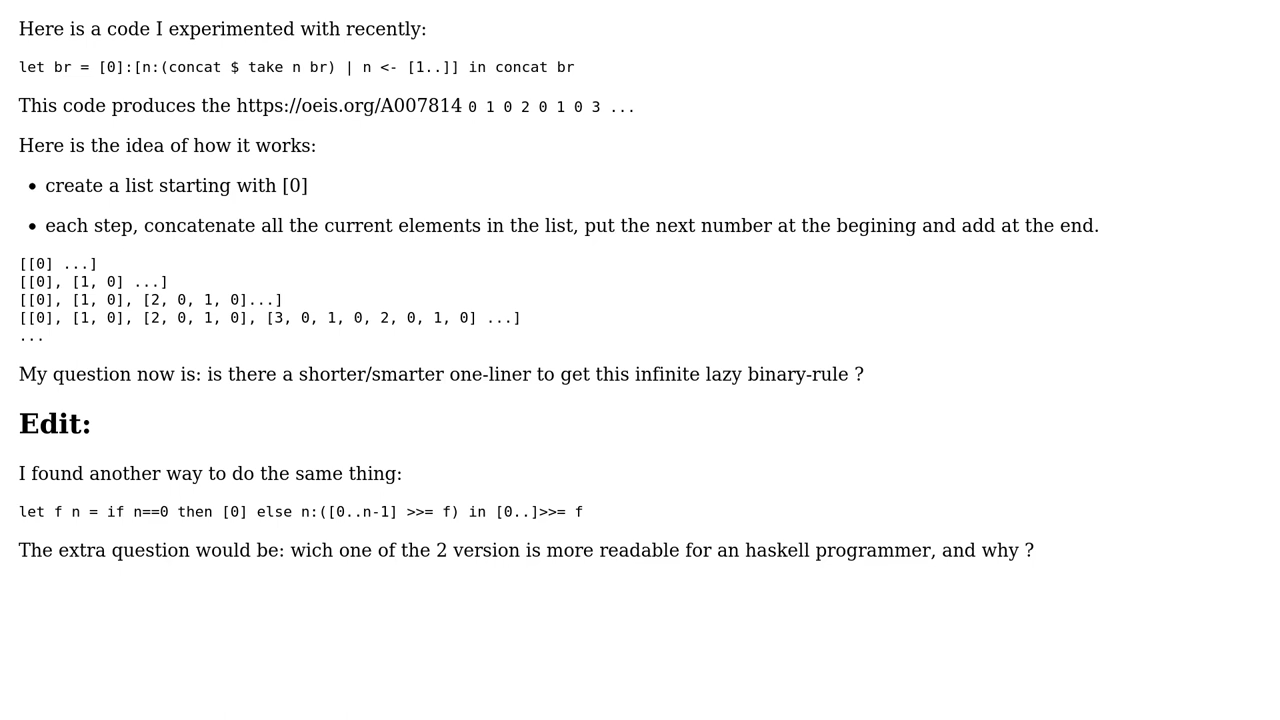 Here is a code I experimented with recently:
let br = [0]:[n:(concat $ take n br) | n <- [1..]] in concat br
This code produces the https://oeis.org/A007814 0 1 0 2 0 1 0 3 ...
Here is the idea of how it works:
• create a list starting with [0]
• each step, concatenate all the current elements in the list, put the next number at the begining and add at the end.
[[0] ...]
[[0], [1, 0] ...]
[[0], [1, 0], [2, 0, 1, 0]...]
[[0], [1, 0], [2, 0, 1, 0], [3, 0, 1, 0, 2, 0, 1, 0] ...]
...
My question now is: is there a shorter/smarter one-liner to get this infinite lazy binary-rule ?
Edit:
I found another way to do the same thing:
let f n = if n==0 then [0] else n:([0..n-1] >>= f) in [0..]>>= f
The extra question would be: wich one of the 2 version is more readable for an haskell programmer, and why ?